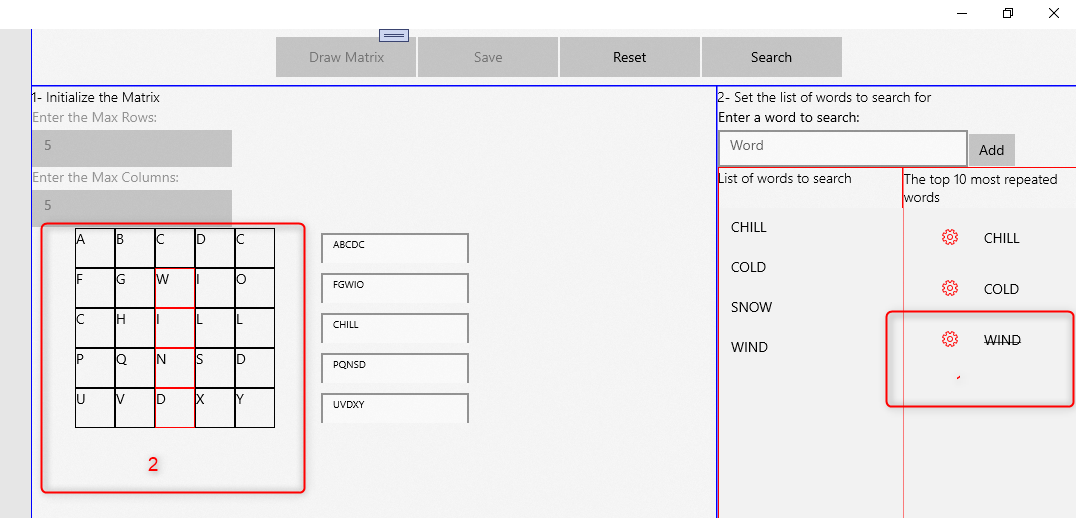 Draw Matrix Save Reset Search
1- Initialize the Matrix
Enter the Max Rows:
5
Enter the Max Columns:
5
A B C D C
F G W I O
C H I L L
P Q N S D
U V D X Y
2
ABCDC
FGWIO
CHILL
PQNSD
UVDXY
2- Set the list of words to search for
Enter a word to search:
Word Add
List of words to search
CHILL
COLD
SNOW
WIND
The top 10 most repeated
words
CHILL
COLD
WIND